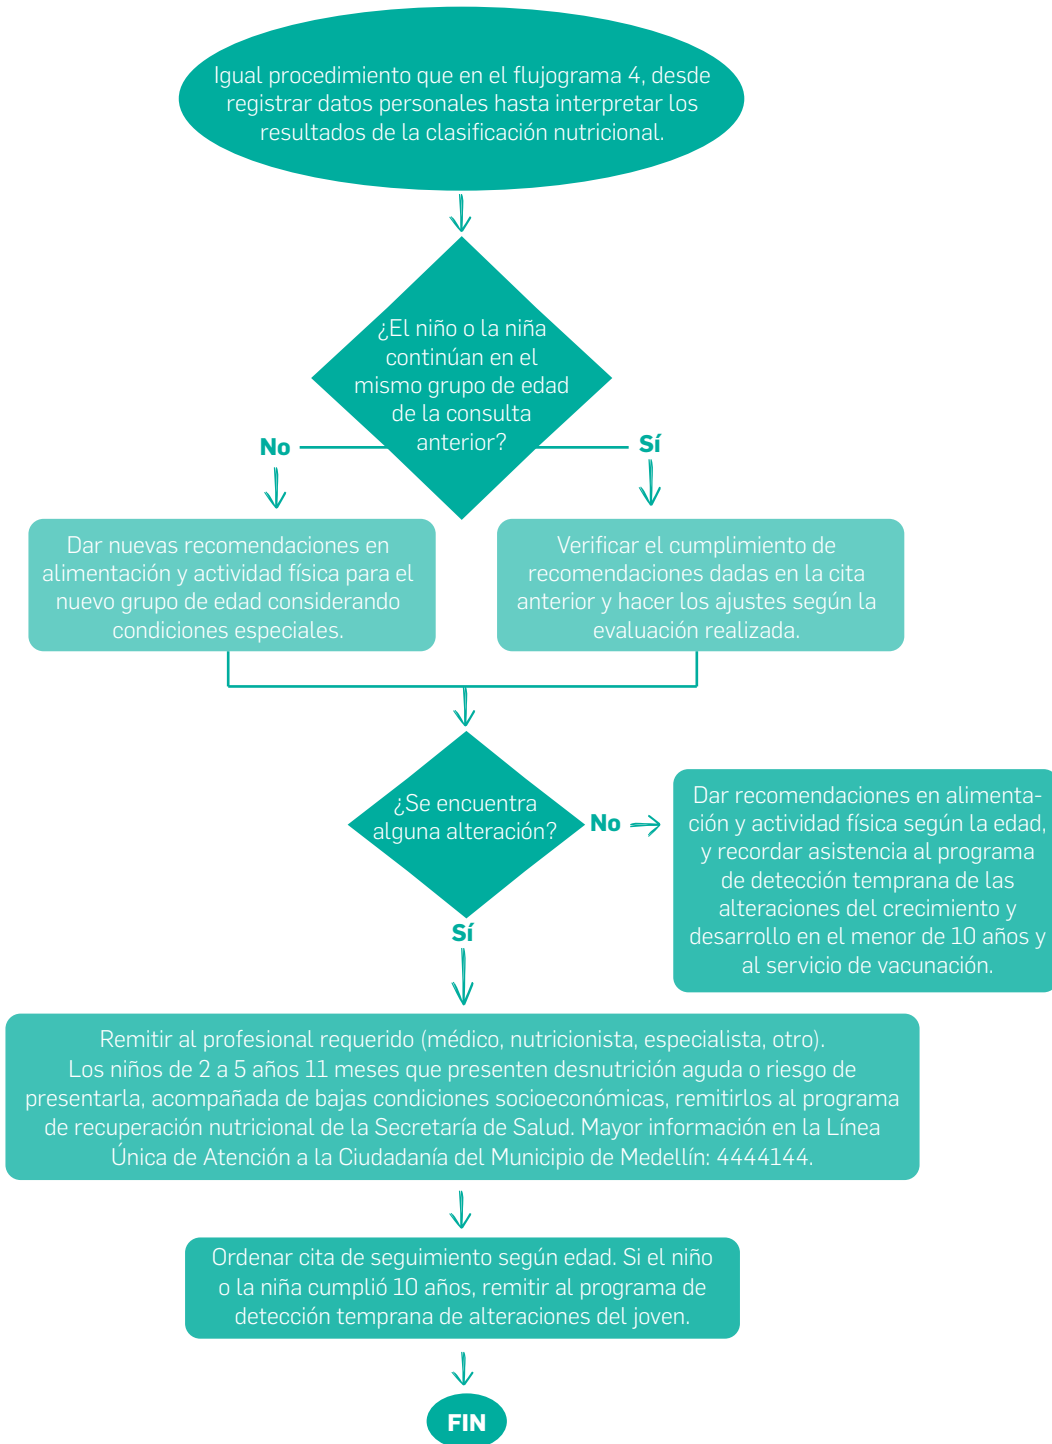 Igual procedimiento que en el flujograma 4, desde
registrar datos personales hasta interpretar los
resultados de la clasificación nutricional.
¿El niño o la niña
continúan en el
mismo grupo de edad
de la consulta
anterior?
No
Sí
Dar nuevas recomendaciones en
alimentación y actividad física para el
nuevo grupo de edad considerando
condiciones especiales.
Verificar el cumplimiento de
recomendaciones dadas en la cita
anterior y hacer los ajustes según la
evaluación realizada.
¿Se encuentra
alguna alteración?
No
Dar recomendaciones en alimenta-
ción y actividad física según la edad,
y recordar asistencia al programa
de detección temprana de las
alteraciones del crecimiento y
desarrollo en el menor de 10 años y
al servicio de vacunación.
Sí
Remitir al profesional requerido (médico, nutricionista, especialista, otro).
Los niños de 2 a 5 años 11 meses que presenten desnutrición aguda o riesgo de
presentarla, acompañada de bajas condiciones socioeconómicas, remitirlos al programa
de recuperación nutricional de la Secretaría de Salud. Mayor información en la Línea
Única de Atención a la Ciudadanía del Municipio de Medellín: 4444144.
Ordenar cita de seguimiento según edad. Si el niño
o la niña cumplió 10 años, remitir al programa de
detección temprana de alteraciones del joven.
FIN